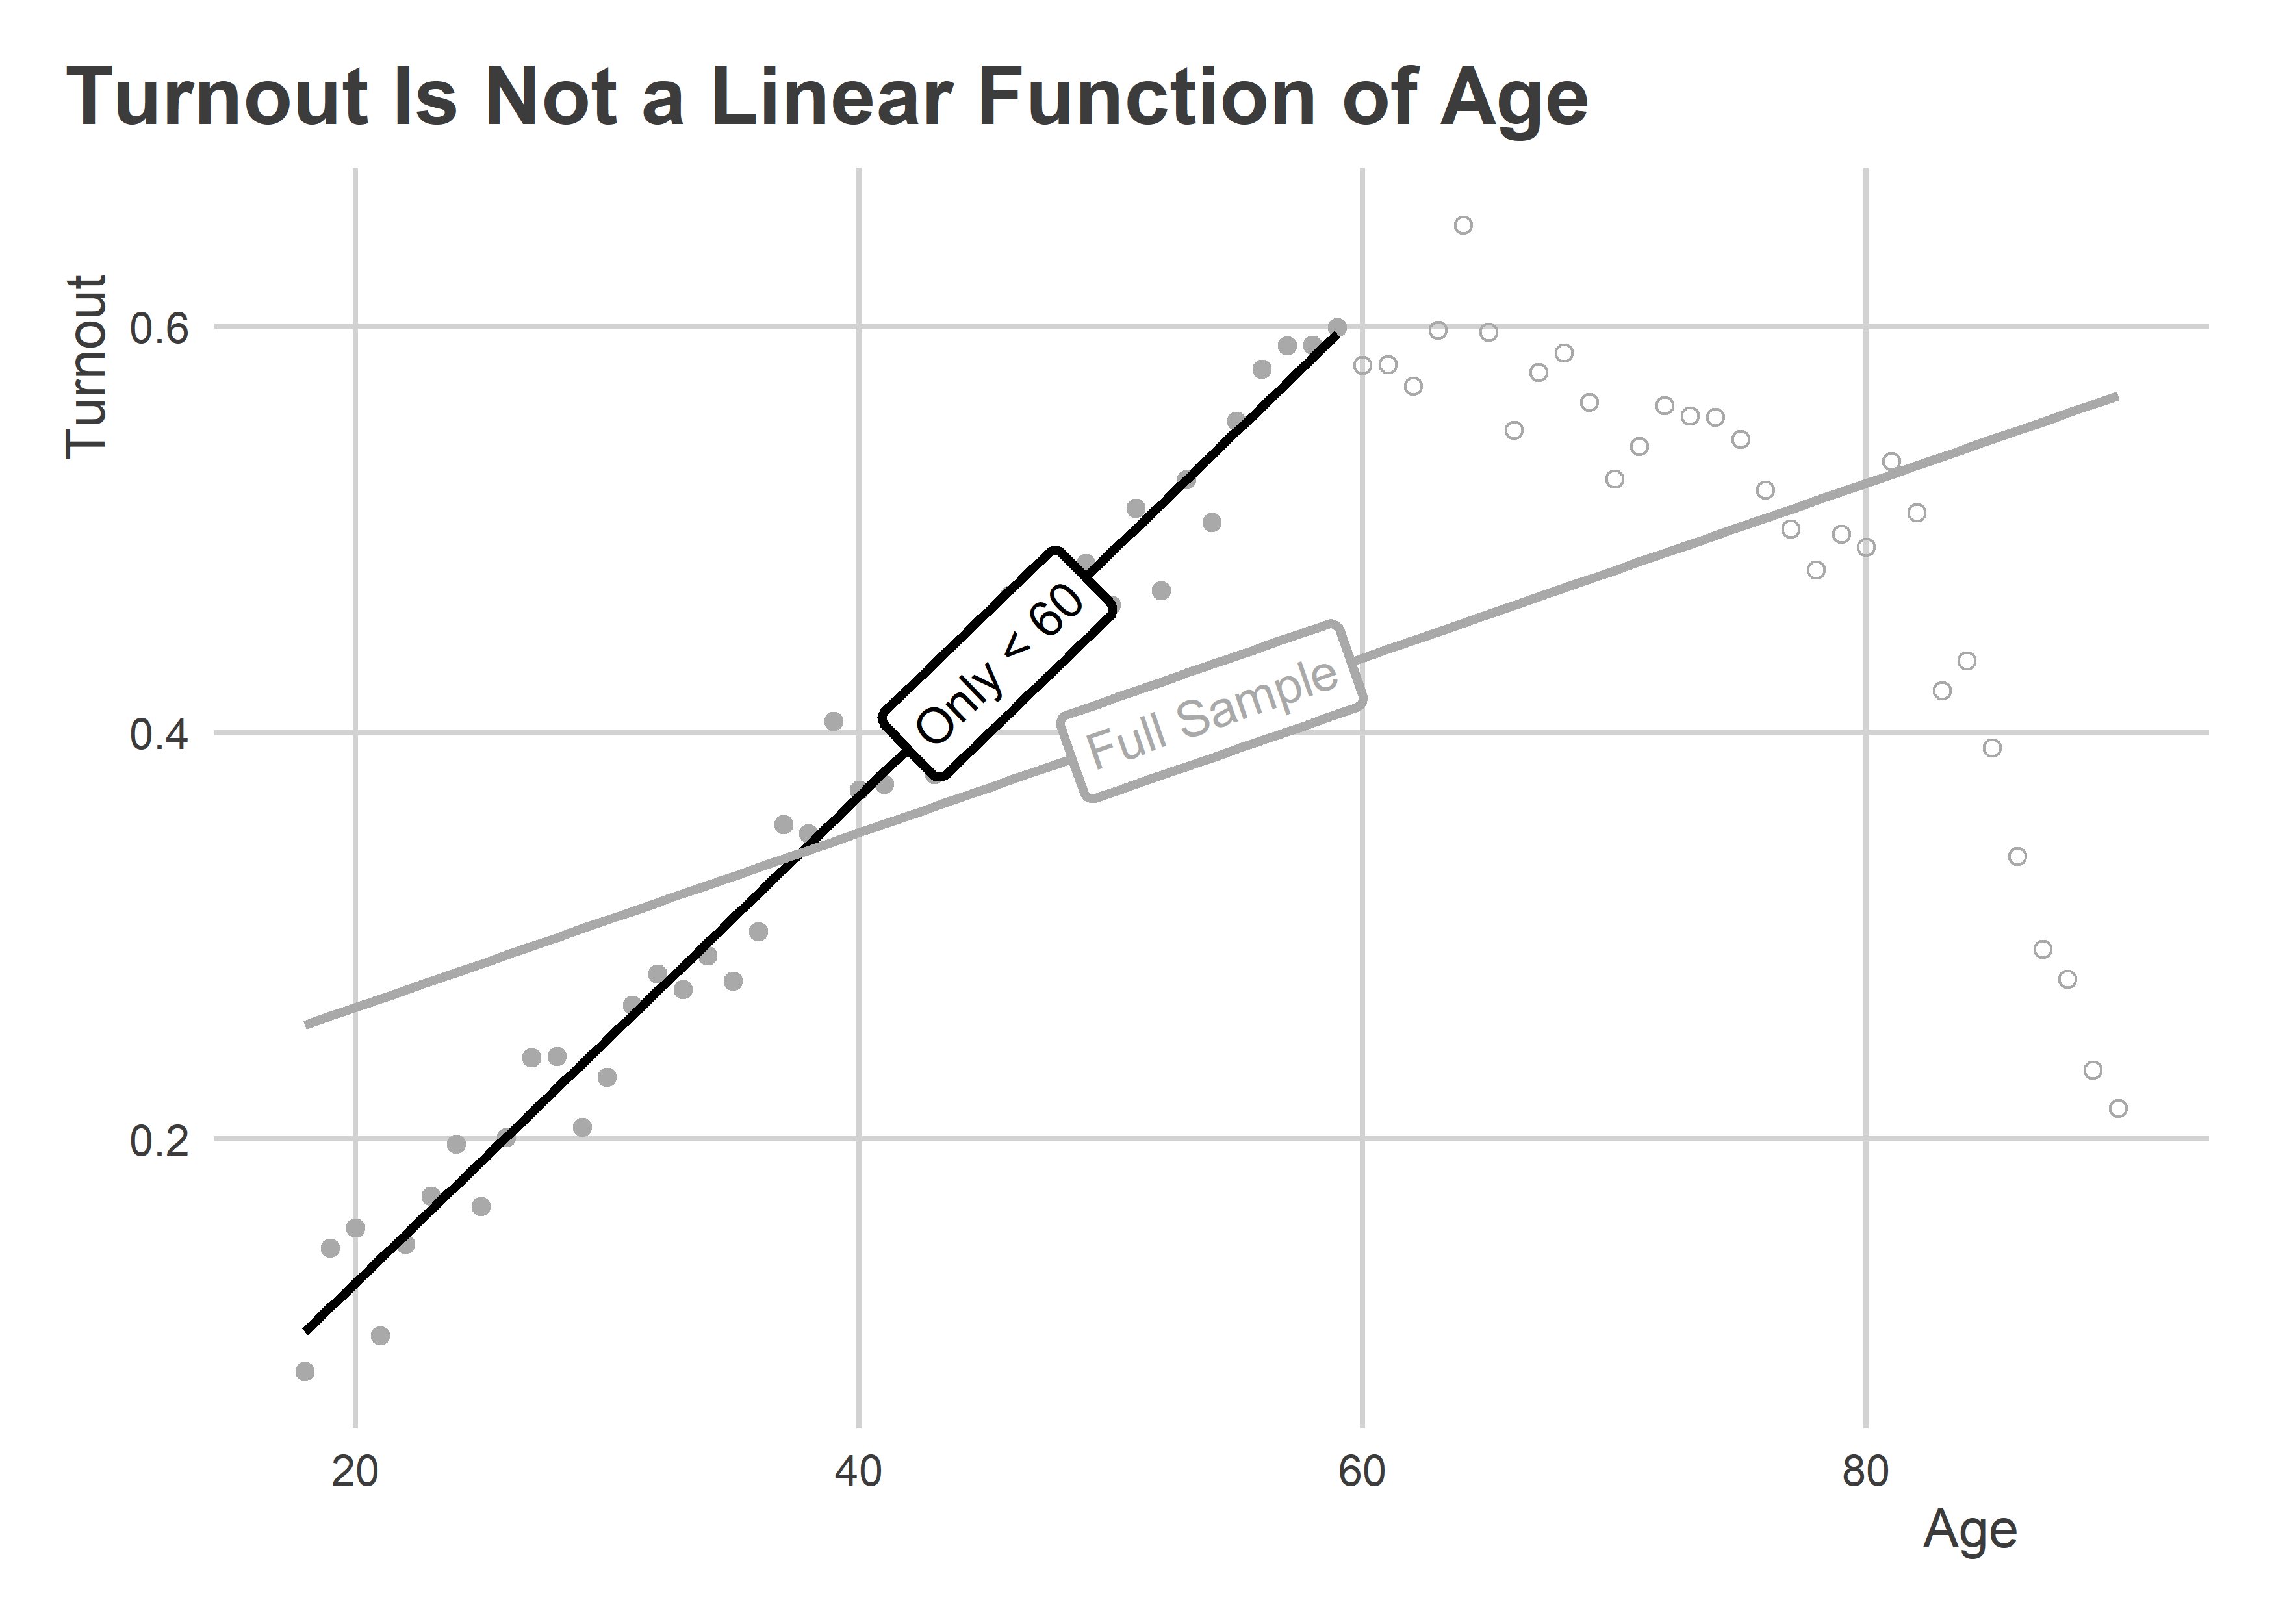 Turnout Is Not a Linear Function of Age
Turnout
0.6
0.4
0.2
Only < 60
Full Sample
20
40
60
80
Age